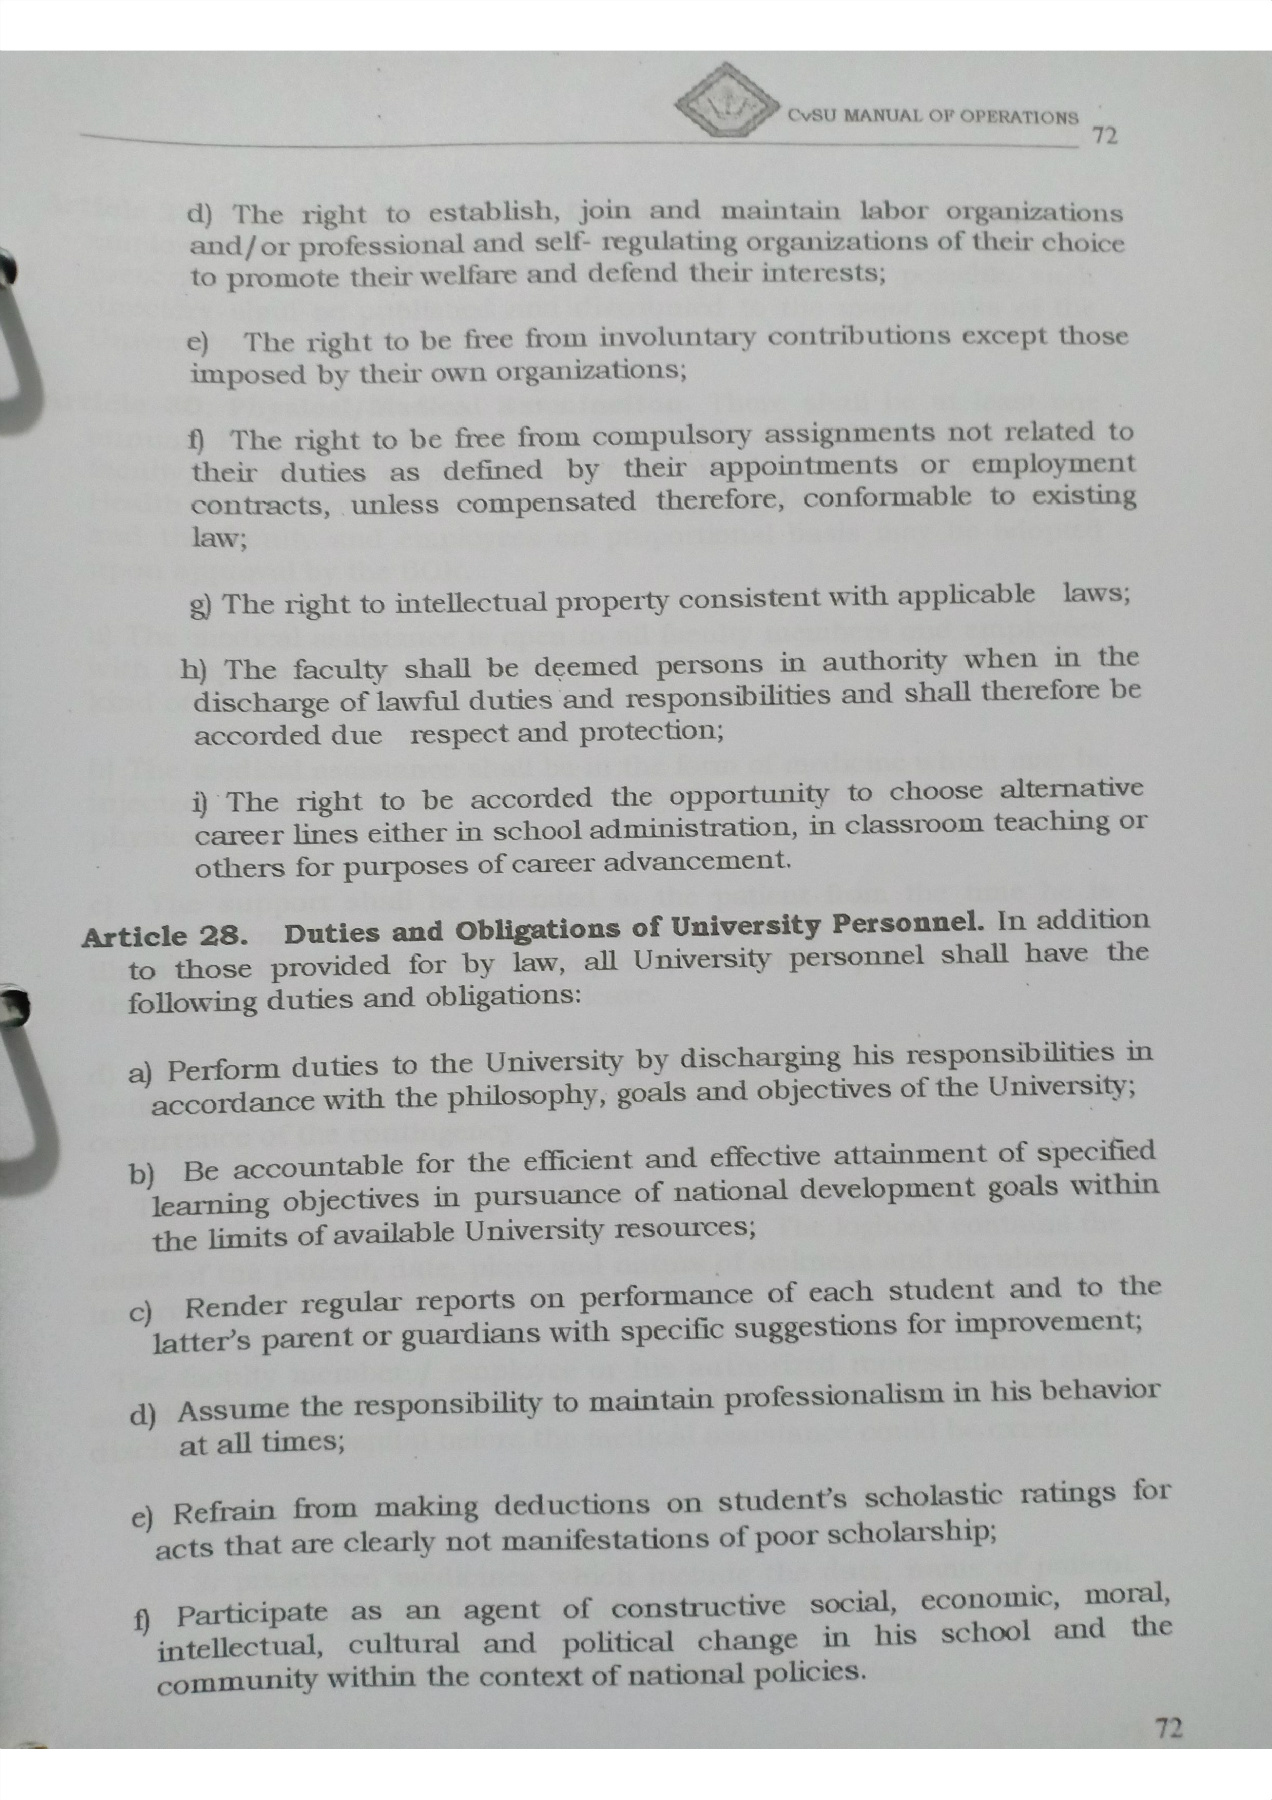 CvSU MANUAL OF OPERATIONS
72
d) The right to establish, join and maintain labor organizations
and/or professional and self- regulating organizations of their choice
to promote their welfare and defend their interests;
e) The right to be free from involuntary contributions except those
imposed by their own organizations;
f) The right to be free from compulsory assignments not related to
their duties as defined by their appointments or employment
contracts, unless compensated therefore, conformable to existing
law;
g) The right to intellectual property consistent with applicable laws;
h) The faculty shall be deemed persons in authority when in the
discharge of lawful duties and responsibilities and shall therefore be
accorded due respect and protection;
i) The right to be accorded the opportunity to choose alternative
career lines either in school administration, in classroom teaching or
others for purposes of career advancement.
Article 28. Duties and Obligations of University Personnel. In addition
to those provided for by law, all University personnel shall have the
following duties and obligations:
a) Perform duties to the University by discharging his responsibilities in
accordance with the philosophy, goals and objectives of the University;
b) Be accountable for the efficient and effective attainment of specified
learning objectives in pursuance of national development goals within
the limits of available University resources;
c) Render regular reports on performance of each student and to the
latter's parent or guardians with specific suggestions for improvement;
d) Assume the responsibility to maintain professionalism in his behavior
at all times;
e) Refrain from making deductions on student's scholastic ratings for
acts that are clearly not manifestations of poor scholarship;
f) Participate as an agent of constructive social, economic, moral,
intellectual, cultural and political change in his school and the
community within the context of national policies.
72